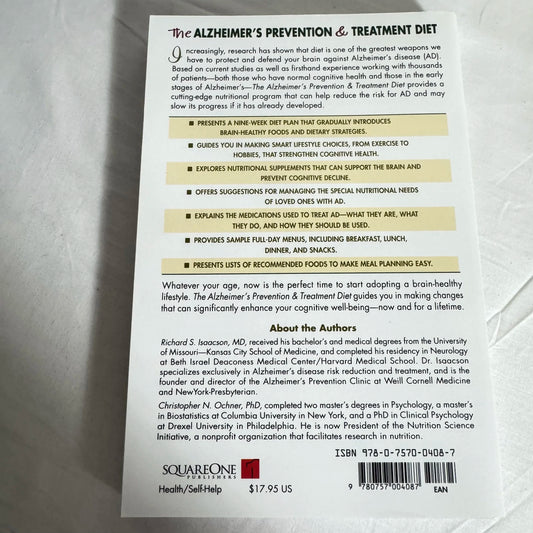 The ALZHEIMER'S PREVENTION & TREATMENT DIET
Increasingly, research has shown that diet is one of the greatest weapons we
have to protect and defend your brain against Alzheimer's disease (AD).
Based on current studies as well as firsthand experience working with thousands
of patients—both those who have normal cognitive health and those in the early
stages of Alzheimer's—The Alzheimer's Prevention & Treatment Diet provides a
cutting-edge nutritional program that can help reduce the risk for AD and may
slow its progress if it has already developed.
■ PRESENTS A NINE-WEEK DIET PLAN THAT GRADUALLY INTRODUCES
BRAIN-HEALTHY FOODS AND DIETARY STRATEGIES.
■ GUIDES YOU IN MAKING SMART LIFESTYLE CHOICES, FROM EXERCISE TO
HOBBIES, THAT STRENGTHEN COGNITIVE HEALTH.
■ EXPLORES NUTRITIONAL SUPPLEMENTS THAT CAN SUPPORT THE BRAIN AND
PREVENT COGNITIVE DECLINE.
■ OFFERS SUGGESTIONS FOR MANAGING THE SPECIAL NUTRITIONAL NEEDS
OF LOVED ONES WITH AD.
■ EXPLAINS THE MEDICATIONS USED TO TREAT AD—WHAT THEY ARE, WHAT
THEY DO, AND HOW THEY SHOULD BE USED.
■ PROVIDES SAMPLE FULL-DAY MENUS, INCLUDING BREAKFAST, LUNCH,
DINNER, AND SNACKS.
■ PRESENTS LISTS OF RECOMMENDED FOODS TO MAKE MEAL PLANNING EASY.
Whatever your age, now is the perfect time to start adopting a brain-healthy
lifestyle. The Alzheimer's Prevention & Treatment Diet guides you in making changes
that can significantly enhance your cognitive well-being—now and for a lifetime.
About the Authors
Richard S. Isaacson, MD, received his bachelor's and medical degrees from the University
of Missouri—Kansas City School of Medicine, and completed his residency in Neurology
at Beth Israel Deaconess Medical Center/Harvard Medical School. Dr. Isaacson
specializes exclusively in Alzheimer's disease risk reduction and treatment, and is the
founder and director of the Alzheimer's Prevention Clinic at Weill Cornell Medicine
and NewYork-Presbyterian.
Christopher N. Ochner, PhD, completed two master's degrees in Psychology, a master's
in Biostatistics at Columbia University in New York, and a PhD in Clinical Psychology
at Drexel University in Philadelphia. He is now President of the Nutrition Science
Initiative, a nonprofit organization that facilitates research in nutrition.
ISBN 978-0-7570-0408-7
SQUAREONE
PUBLISHERS
Health/Self-Help $17.95 US
9 780757 004087 EAN